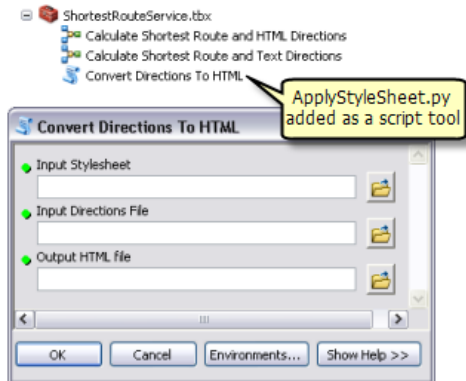 ShortestRouteService.tbx
Calculate Shortest Route and HTML Directions
Calculate Shortest Route and Text Directions
Convert Directions To HTML
ApplyStyleSheet.py
added as a script tool
Convert Directions To HTML
Input Stylesheet
Input Directions File
Output HTML file
OK
Cancel
Environments...
Show Help >>